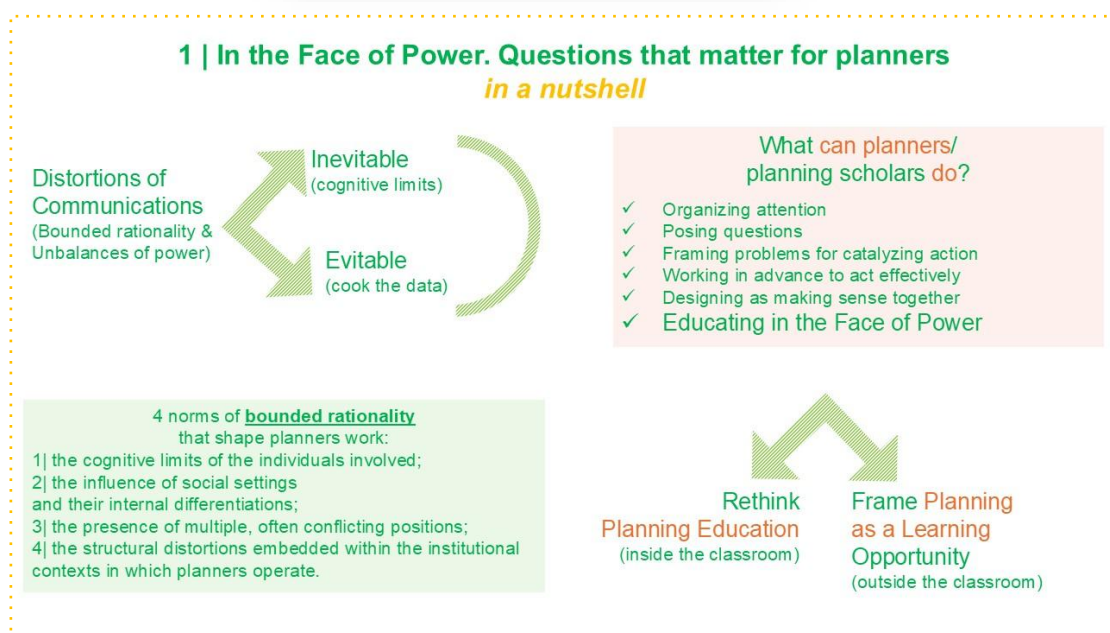 1 | In the Face of Power. Questions that matter for planners
in a nutshell
Distortions of
Communications
(Bounded rationality &
Unbalances of power)
Inevitable
(cognitive limits)
Evitable
(cook the data)
What can planners/
planning scholars do?
✓ Organizing attention
✓ Posing questions
✓ Framing problems for catalyzing action
✓ Working in advance to act effectively
✓ Designing as making sense together
✓ Educating in the Face of Power
4 norms of bounded rationality
that shape planners work:
1| the cognitive limits of the individuals involved;
2| the influence of social settings
and their internal differentiations;
3| the presence of multiple, often conflicting positions;
4| the structural distortions embedded within the institutional
contexts in which planners operate.
Rethink
Planning Education
(inside the classroom)
Frame Planning
as a Learning
Opportunity
(outside the classroom)